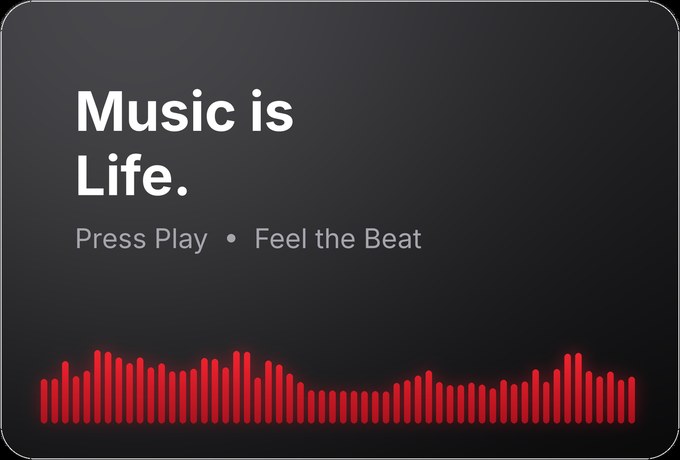 Music is
Life.
Press Play • Feel the Beat